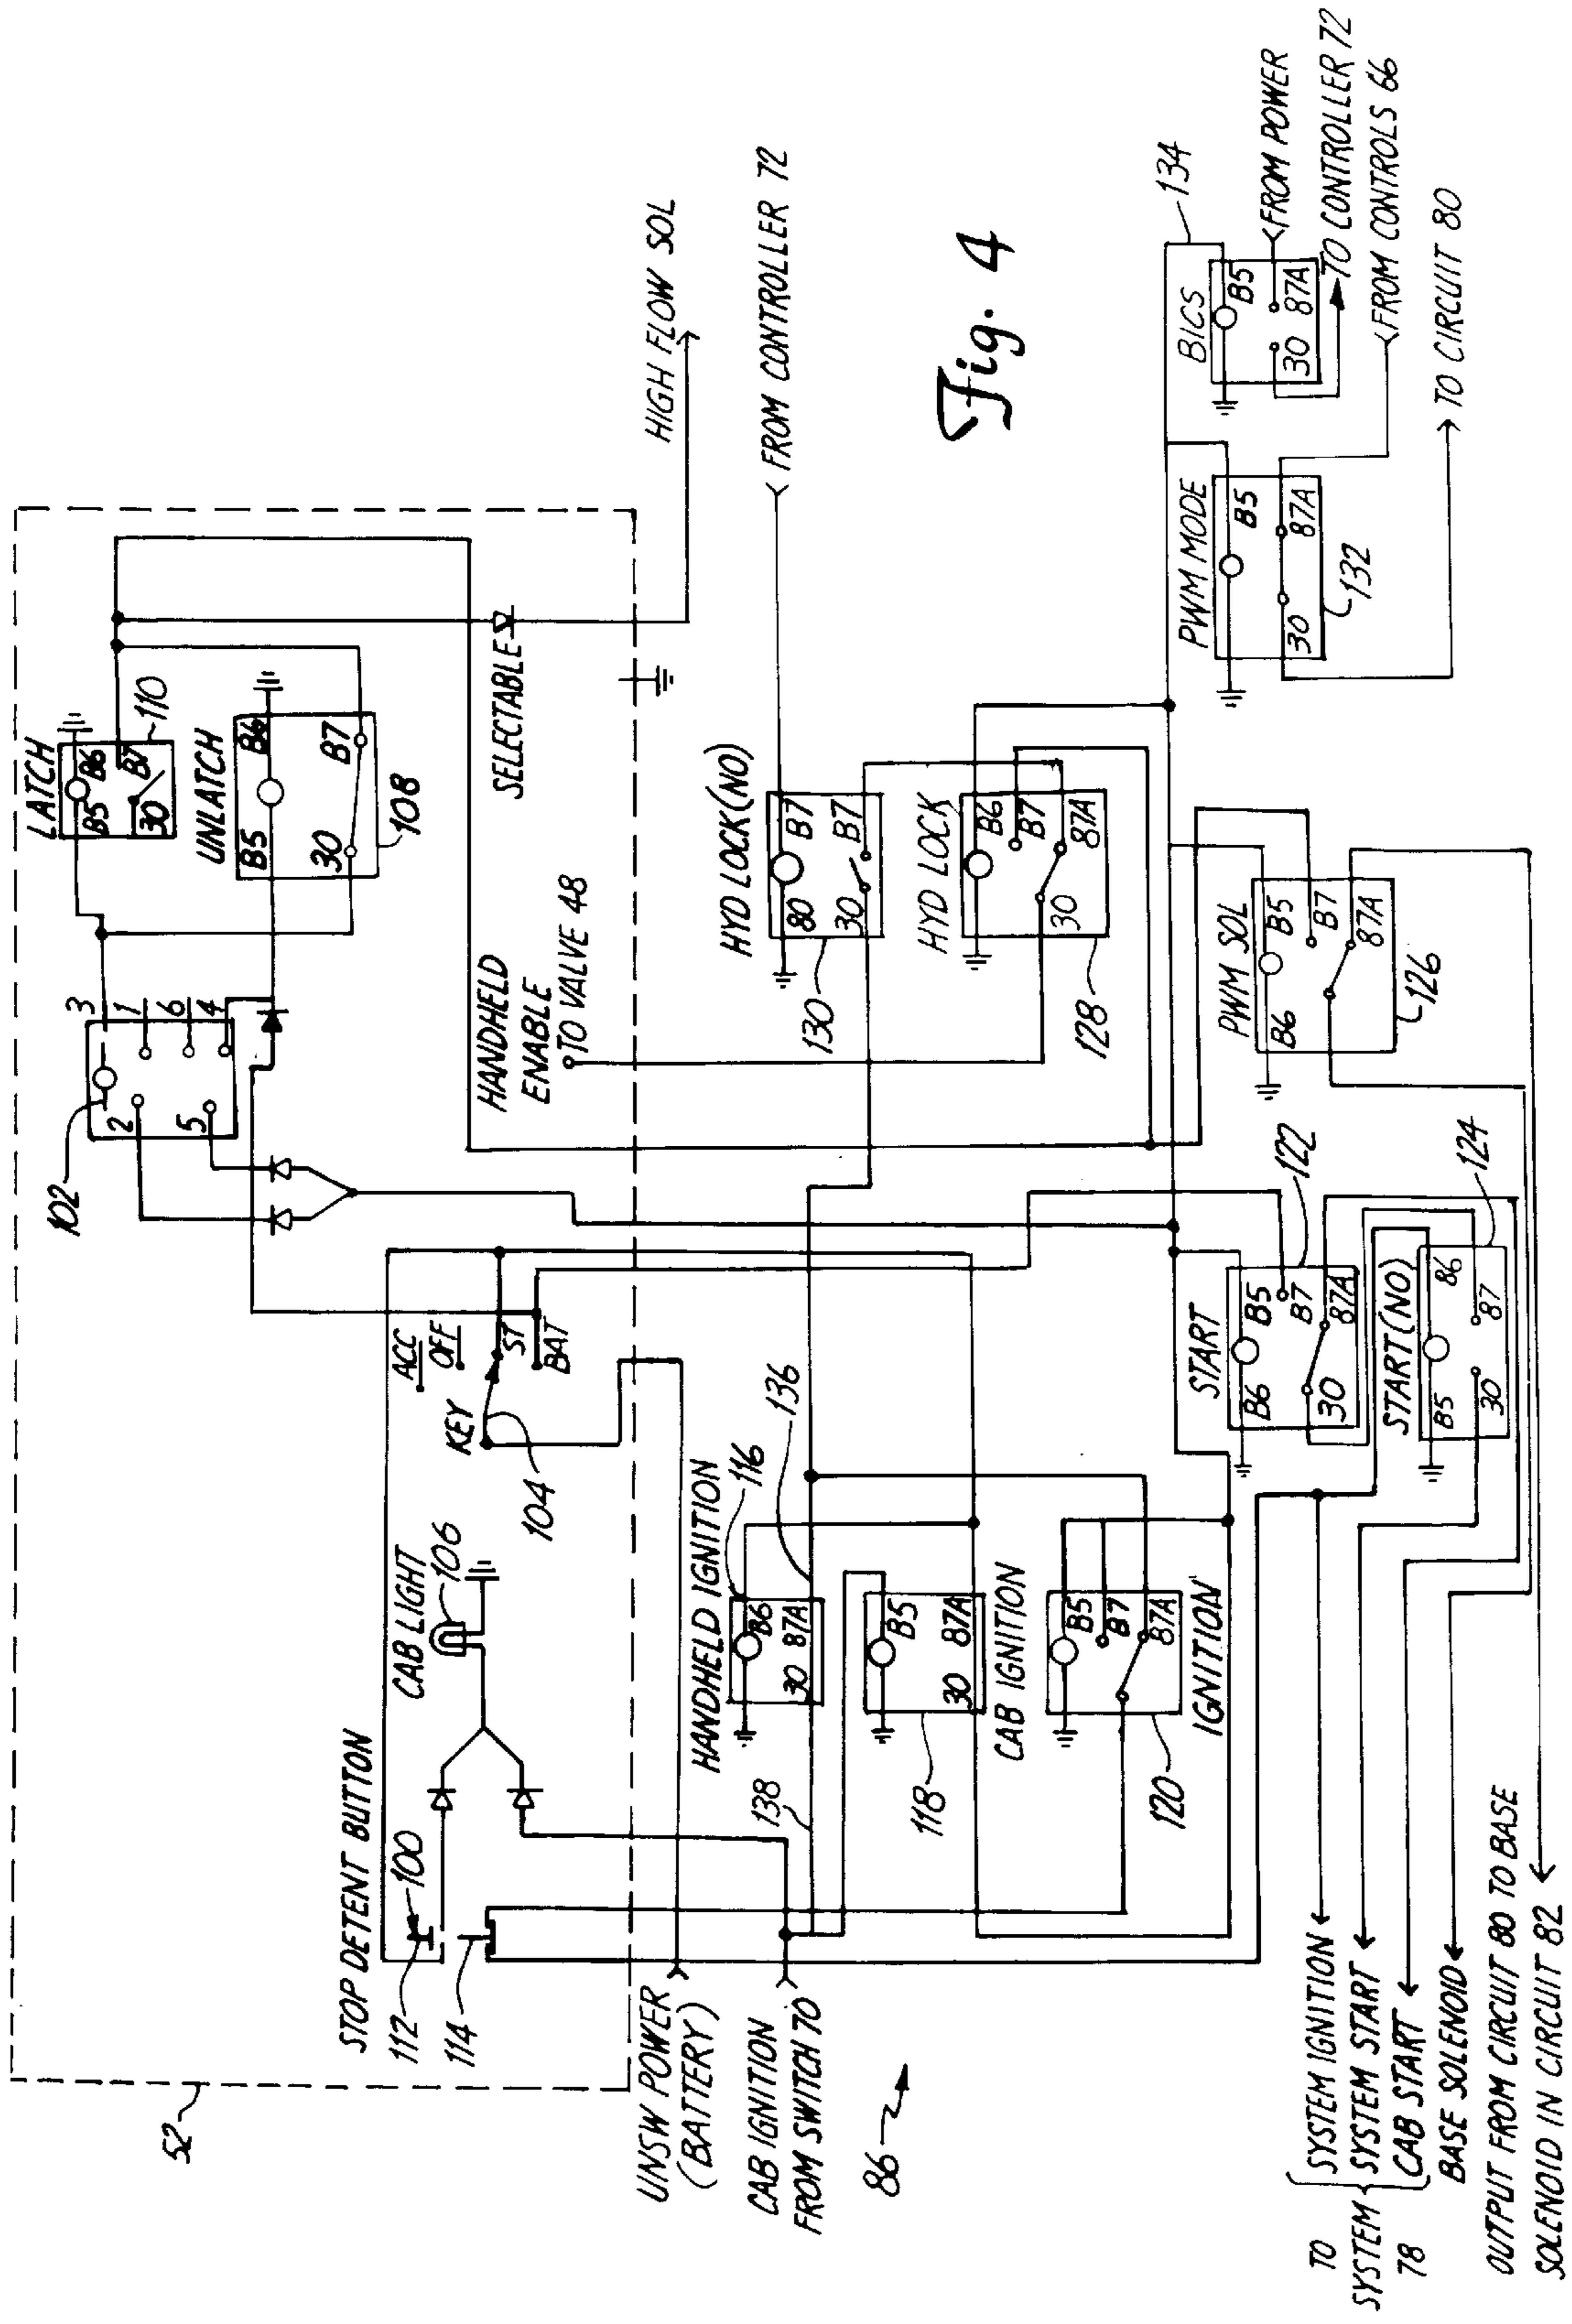 52
LATCH
B5 B6
30 B7
110
UNLATCH
B5 B6
30 B7
108
102
3
2 1
6
5 4
SELECTABLE
HIGH FLOW SOL
HANDHELD
ENABLE
TO VALVE 48
STOP DETENT BUTTON
112
100
114
CAB LIGHT
106
KEY
104
ACC
OFF
ST
BAT
UNSW POWER
(BATTERY)
CAB IGNITION
FROM SWITCH 70
HANDHELD IGNITION
116
B6
30 87A
136
138
B5
30 87A
118
CAB IGNITION
B5
B7
87A
120
IGNITION
HYD LOCK(NO)
80 B7
30 B7
130
FROM CONTROLLER 72
HYD LOCK
B6
B7
30 87A
128
Fig. 4
86
START
B6 B5
B7
30 87A
122
START(NO)
B5 86
30 87
124
PWM SOL
B6 B5
B7
87A
126
PWM MODE
B5
30 87A
132
BICS
B5
30 87A
134
FROM POWER
TO CONTROLLER 72
FROM CONTROLS 66
TO CIRCUIT 80
TO
SYSTEM
78
SYSTEM IGNITION
SYSTEM START
CAB START
BASE SOLENOID
OUTPUT FROM CIRCUIT 80 TO BASE
SOLENOID IN CIRCUIT 82